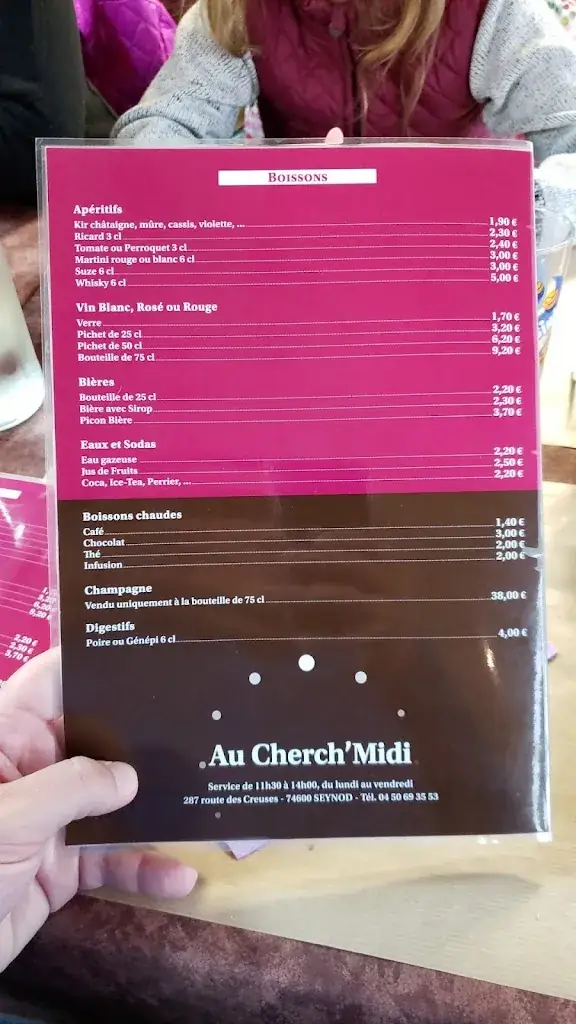 BOISSONS
Apéritifs
Kir châtaigne, mûre, cassis, violette, ... 1,90 €
Ricard 3 cl 2,30 €
Tomate ou Perroquet 3 cl 2,40 €
Martini rouge ou blanc 6 cl 3,00 €
Suze 6 cl 3,00 €
Whisky 6 cl 5,00 €
Vin Blanc, Rosé ou Rouge
Verre 1,70 €
Pichet de 25 cl 3,20 €
Pichet de 50 cl 6,20 €
Bouteille de 75 cl 9,20 €
Bières
Bouteille de 25 cl 2,20 €
Bière avec Sirop 2,30 €
Picon Bière 3,70 €
Eaux et Sodas
Eau gazeuse 2,20 €
Jus de Fruits 2,50 €
Coca, Ice-Tea, Perrier, ... 2,20 €
Boissons chaudes
Café 1,40 €
Chocolat 3,00 €
Thé 2,00 €
Infusion 2,00 €
Champagne
Vendu uniquement à la bouteille de 75 cl 38,00 €
Digestifs
Poire ou Génépi 6 cl 4,00 €
Au Cherch'Midi
Service de 11h30 à 14h00, du lundi au vendredi
287 route des Creuses - 74600 SEYNOD - Tél. 04 50 69 35 53
2,20 €
2,30 €
3,70 €